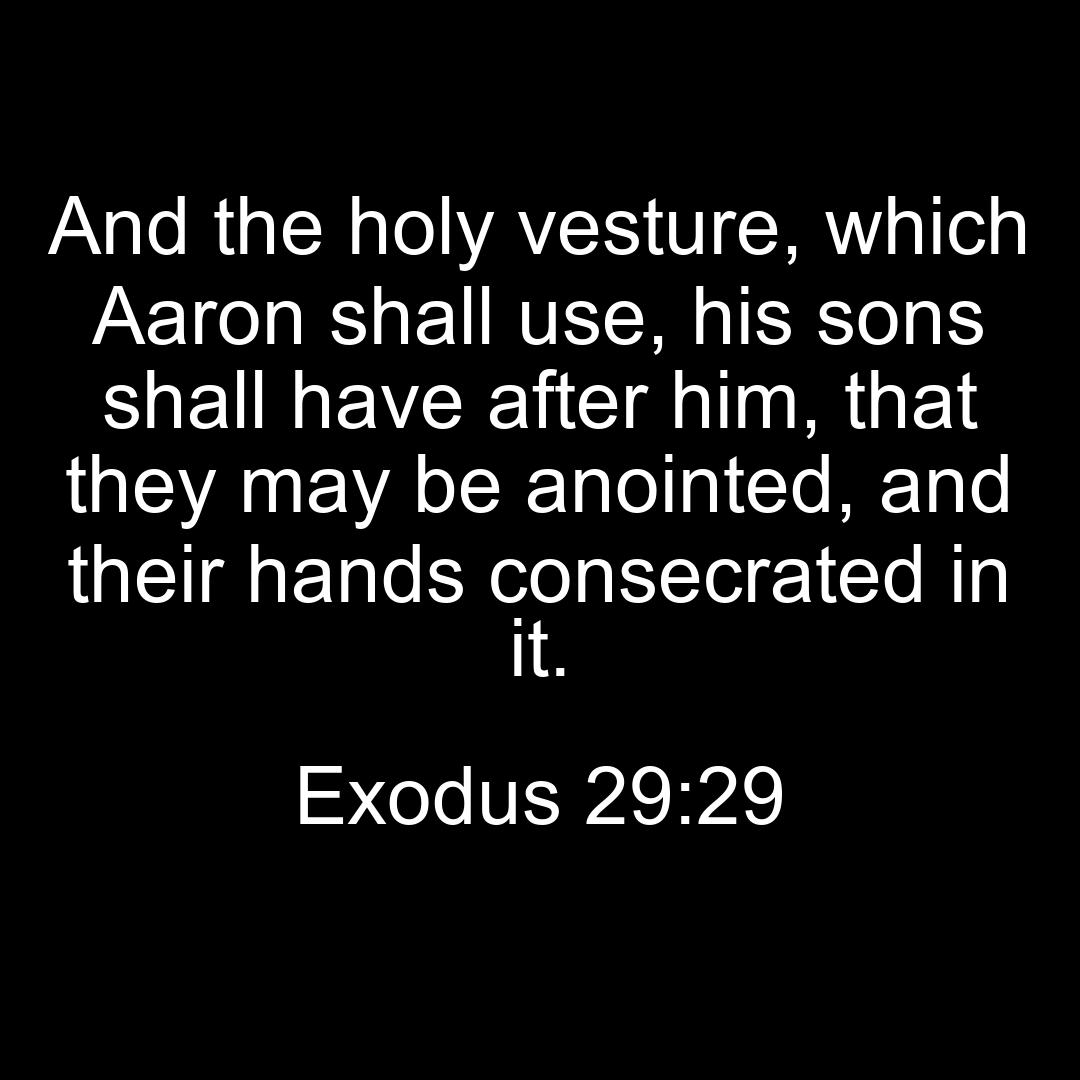 And the holy vesture, which
Aaron shall use, his sons
shall have after him, that
they may be anointed, and
their hands consecrated in
it.
Exodus 29:29